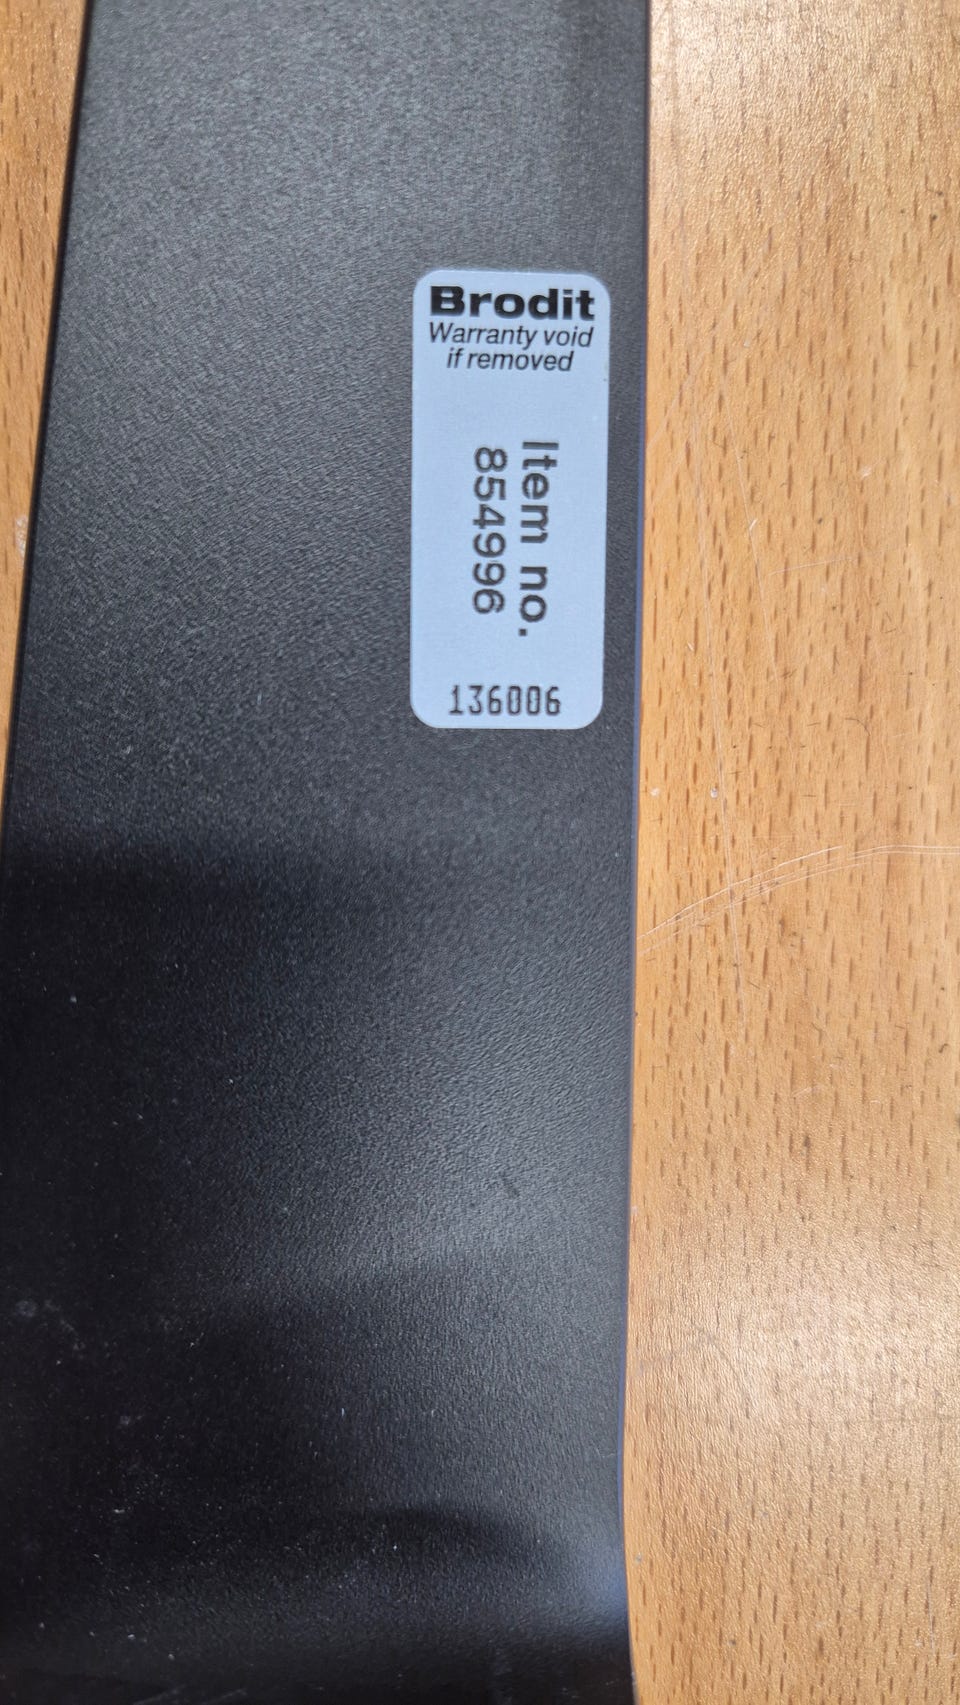 Brodit
Warranty void
if removed
Item no.
854996
136006